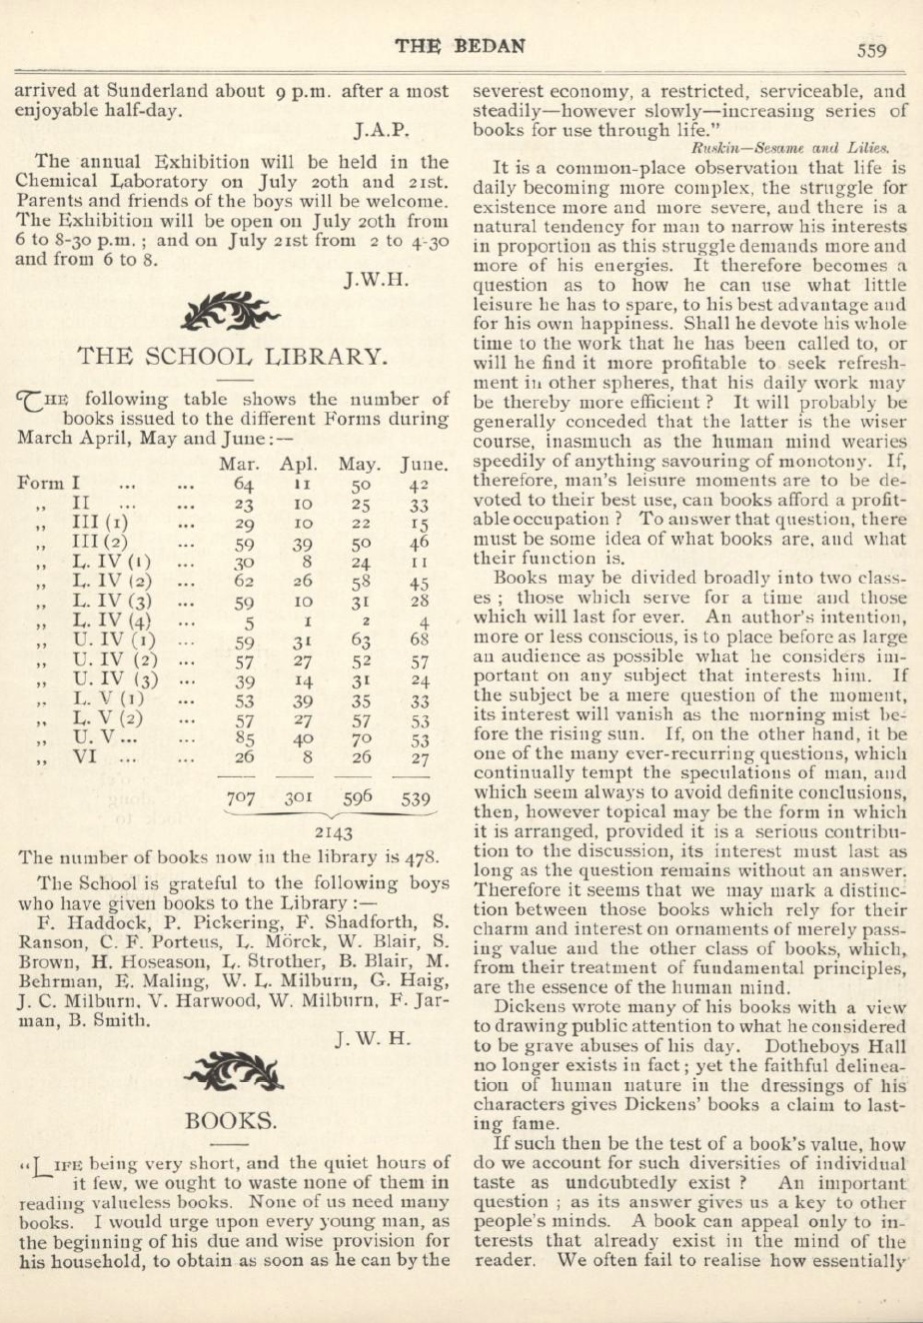 THE BEDAN
559
arrived at Sunderland about 9 p.m. after a most
enjoyable half-day.
J.A.P.
The annual Exhibition will be held in the
Chemical Laboratory on July 20th and 21st.
Parents and friends of the boys will be welcome.
The Exhibition will be open on July 20th from
6 to 8-30 p.m. ; and on July 21st from 2 to 4-30
and from 6 to 8.
J.W.H.
THE SCHOOL LIBRARY.
THE following table shows the number of
books issued to the different Forms during
March April, May and June:—
Mar. Apl. May. June.
Form I ... ... 64 11 50 42
,, II ... ... 23 10 25 33
,, III (1) ... 29 10 22 15
,, III (2) ... 59 39 50 46
,, L. IV (1) ... 30 8 24 11
,, L. IV (2) ... 62 26 58 45
,, L. IV (3) ... 59 10 31 28
,, L. IV (4) ... 5 1 2 4
,, U. IV (1) ... 59 31 63 68
,, U. IV (2) ... 57 27 52 57
,, U. IV (3) ... 39 14 31 24
,, L. V (1) ... 53 39 35 33
,, L. V (2) ... 57 27 57 53
,, U. V ... ... 85 40 70 53
,, VI ... ... 26 8 26 27
707 301 596 539
2143
The number of books now in the library is 478.
The School is grateful to the following boys
who have given books to the Library :—
F. Haddock, P. Pickering, F. Shadforth, S.
Ranson, C. F. Porteus, L. Mörck, W. Blair, S.
Brown, H. Hoseason, L. Strother, B. Blair, M.
Behrman, E. Maling, W. L. Milburn, G. Haig,
J. C. Milburn, V. Harwood, W. Milburn, F. Jar-
man, B. Smith.
J. W. H.
BOOKS.
"LIFE being very short, and the quiet hours of
it few, we ought to waste none of them in
reading valueless books. None of us need many
books. I would urge upon every young man, as
the beginning of his due and wise provision for
his household, to obtain as soon as he can by the
severest economy, a restricted, serviceable, and
steadily—however slowly—increasing series of
books for use through life."
Ruskin—Sesame and Lilies.
It is a common-place observation that life is
daily becoming more complex, the struggle for
existence more and more severe, and there is a
natural tendency for man to narrow his interests
in proportion as this struggle demands more and
more of his energies. It therefore becomes a
question as to how he can use what little
leisure he has to spare, to his best advantage and
for his own happiness. Shall he devote his whole
time to the work that he has been called to, or
will he find it more profitable to seek refresh-
ment in other spheres, that his daily work may
be thereby more efficient ? It will probably be
generally conceded that the latter is the wiser
course, inasmuch as the human mind wearies
speedily of anything savouring of monotony. If,
therefore, man's leisure moments are to be de-
voted to their best use, can books afford a profit-
able occupation ? To answer that question, there
must be some idea of what books are, and what
their function is.
Books may be divided broadly into two class-
es ; those which serve for a time and those
which will last for ever. An author's intention,
more or less conscious, is to place before as large
an audience as possible what he considers im-
portant on any subject that interests him. If
the subject be a mere question of the moment,
its interest will vanish as the morning mist be-
fore the rising sun. If, on the other hand, it be
one of the many ever-recurring questions, which
continually tempt the speculations of man, and
which seem always to avoid definite conclusions,
then, however topical may be the form in which
it is arranged, provided it is a serious contribu-
tion to the discussion, its interest must last as
long as the question remains without an answer.
Therefore it seems that we may mark a distinc-
tion between those books which rely for their
charm and interest on ornaments of merely pass-
ing value and the other class of books, which,
from their treatment of fundamental principles,
are the essence of the human mind.
Dickens wrote many of his books with a view
to drawing public attention to what he considered
to be grave abuses of his day. Dotheboys Hall
no longer exists in fact; yet the faithful delinea-
tion of human nature in the dressings of his
characters gives Dickens' books a claim to last-
ing fame.
If such then be the test of a book's value, how
do we account for such diversities of individual
taste as undoubtedly exist ? An important
question ; as its answer gives us a key to other
people's minds. A book can appeal only to in-
terests that already exist in the mind of the
reader. We often fail to realise how essentially